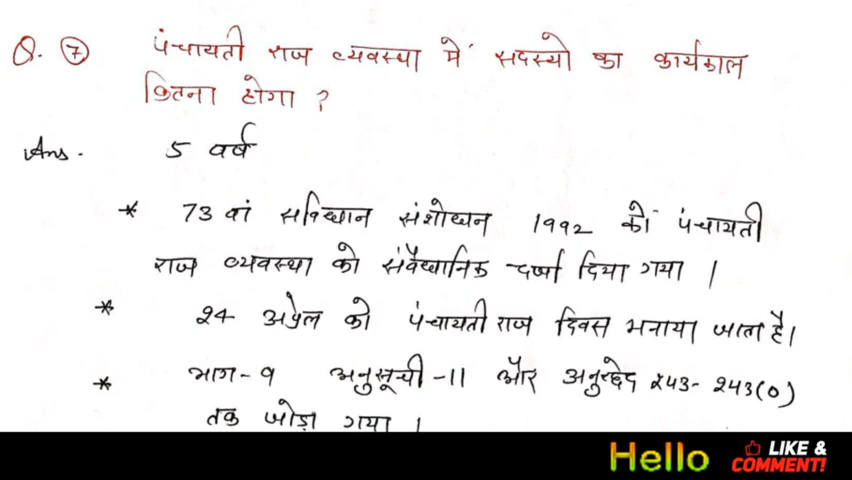 Q. 7 पंचायती राज व्यवस्था में सदस्यो का कार्यकाल
कितना होगा ?
Ans. 5 वर्ष
* 73 वां संविधान संशोधन 1992 को पंचायती
राज व्यवस्था को संवैधानिक दर्जा दिया गया ।
* 24 अप्रेल को पंचायती राज दिवस मनाया जाता है।
* भाग-9 अनुसूची-11 और अनुच्छेद 243-243(0)
तक जोड़ा गया ।
Hello LIKE &
COMMENT!